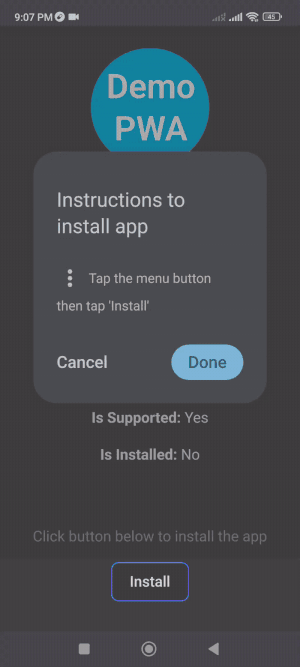 9:07 PM
45
Demo
PWA
Instructions to
install app
Tap the menu button
then tap 'Install'
Cancel
Done
Is Supported: Yes
Is Installed: No
Click button below to install the app
Install